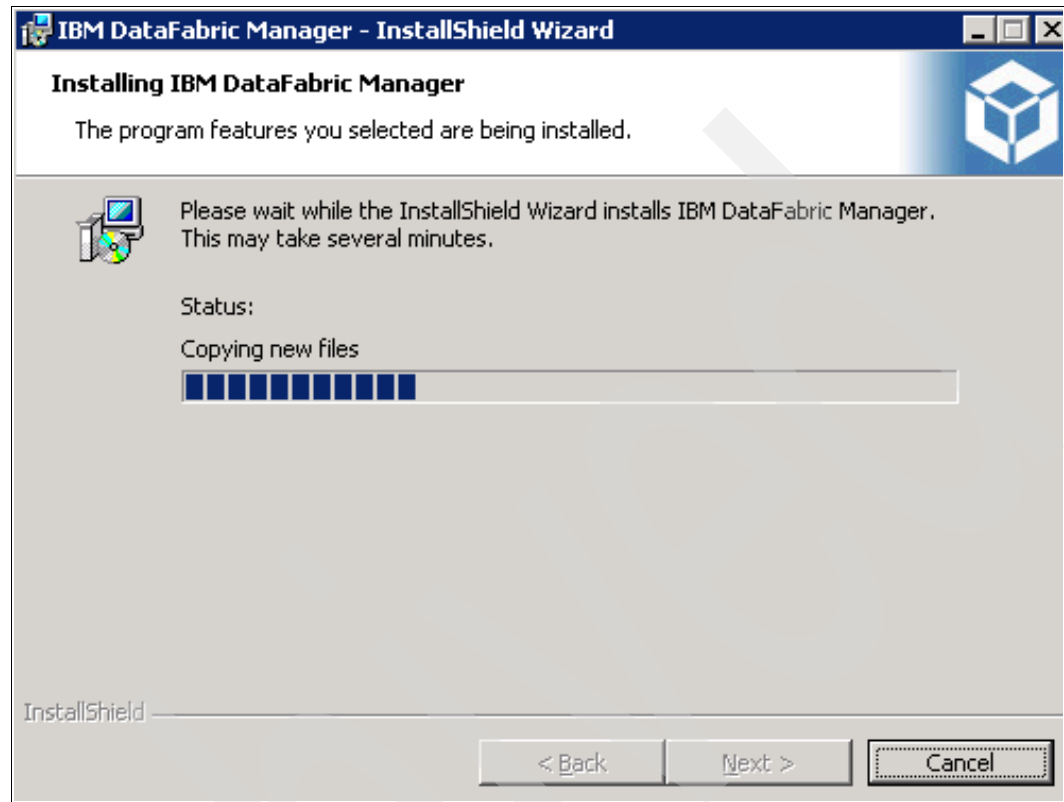 IBM DataFabric Manager - InstallShield Wizard
Installing IBM DataFabric Manager
The program features you selected are being installed.
Please wait while the InstallShield Wizard installs IBM DataFabric Manager.
This may take several minutes.
Status:
Copying new files
InstallShield
< Back Next > Cancel